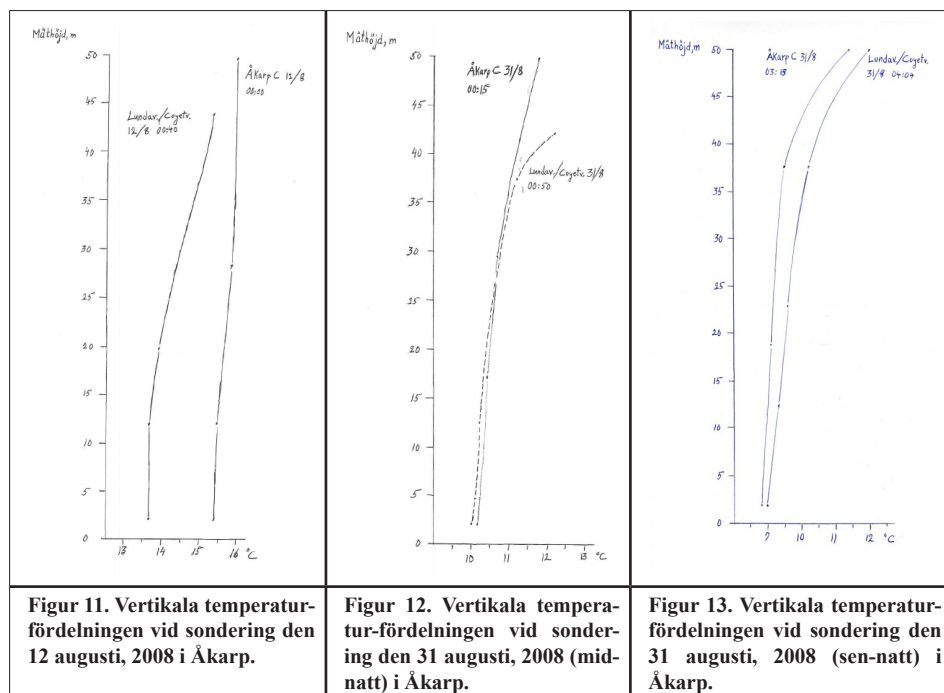 Måthöjd, m
50
45
40
35
30
25
20
15
10
5
0
13
14
15
16
°C
Åkarp C 12/8
Lundav./Coyetv.
12/8 00:40
Måthöjd, m
50
45
40
35
30
25
20
15
10
5
0
10
11
12
13
°C
Åkarp C 31/8
00:15
Lundav./Coyetv. 31/8
00:50
Måthöjd, m
50
45
40
35
30
25
20
15
10
5
0
9
10
11
12
°C
Åkarp C 31/8
03:18
Lundav./Coyetv.
31/8 04:04
Figur 11. Vertikala temperatur-
fördelningen vid sondering den
12 augusti, 2008 i Åkarp.
Figur 12. Vertikala tempera-
tur-fördelningen vid sonder-
ing den 31 augusti, 2008 (mid-
natt) i Åkarp.
Figur 13. Vertikala temperatur-
fördelningen vid sondering den
31 augusti, 2008 (sen-natt) i
Åkarp.